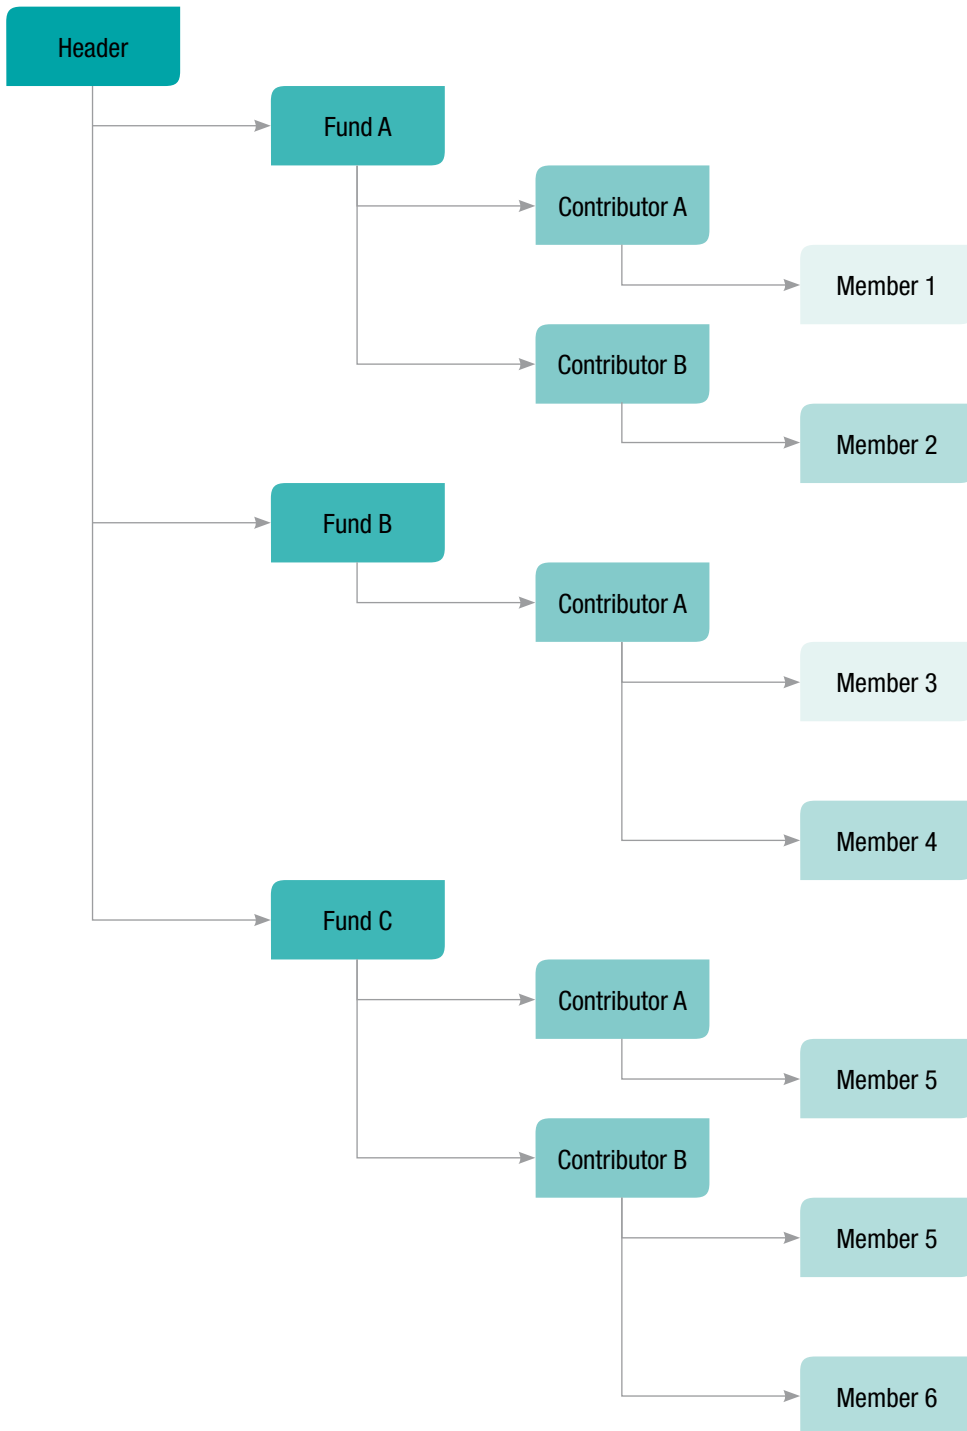 Header
Fund A
Contributor A
Member 1
Contributor B
Member 2
Fund B
Contributor A
Member 3
Member 4
Fund C
Contributor A
Member 5
Contributor B
Member 5
Member 6